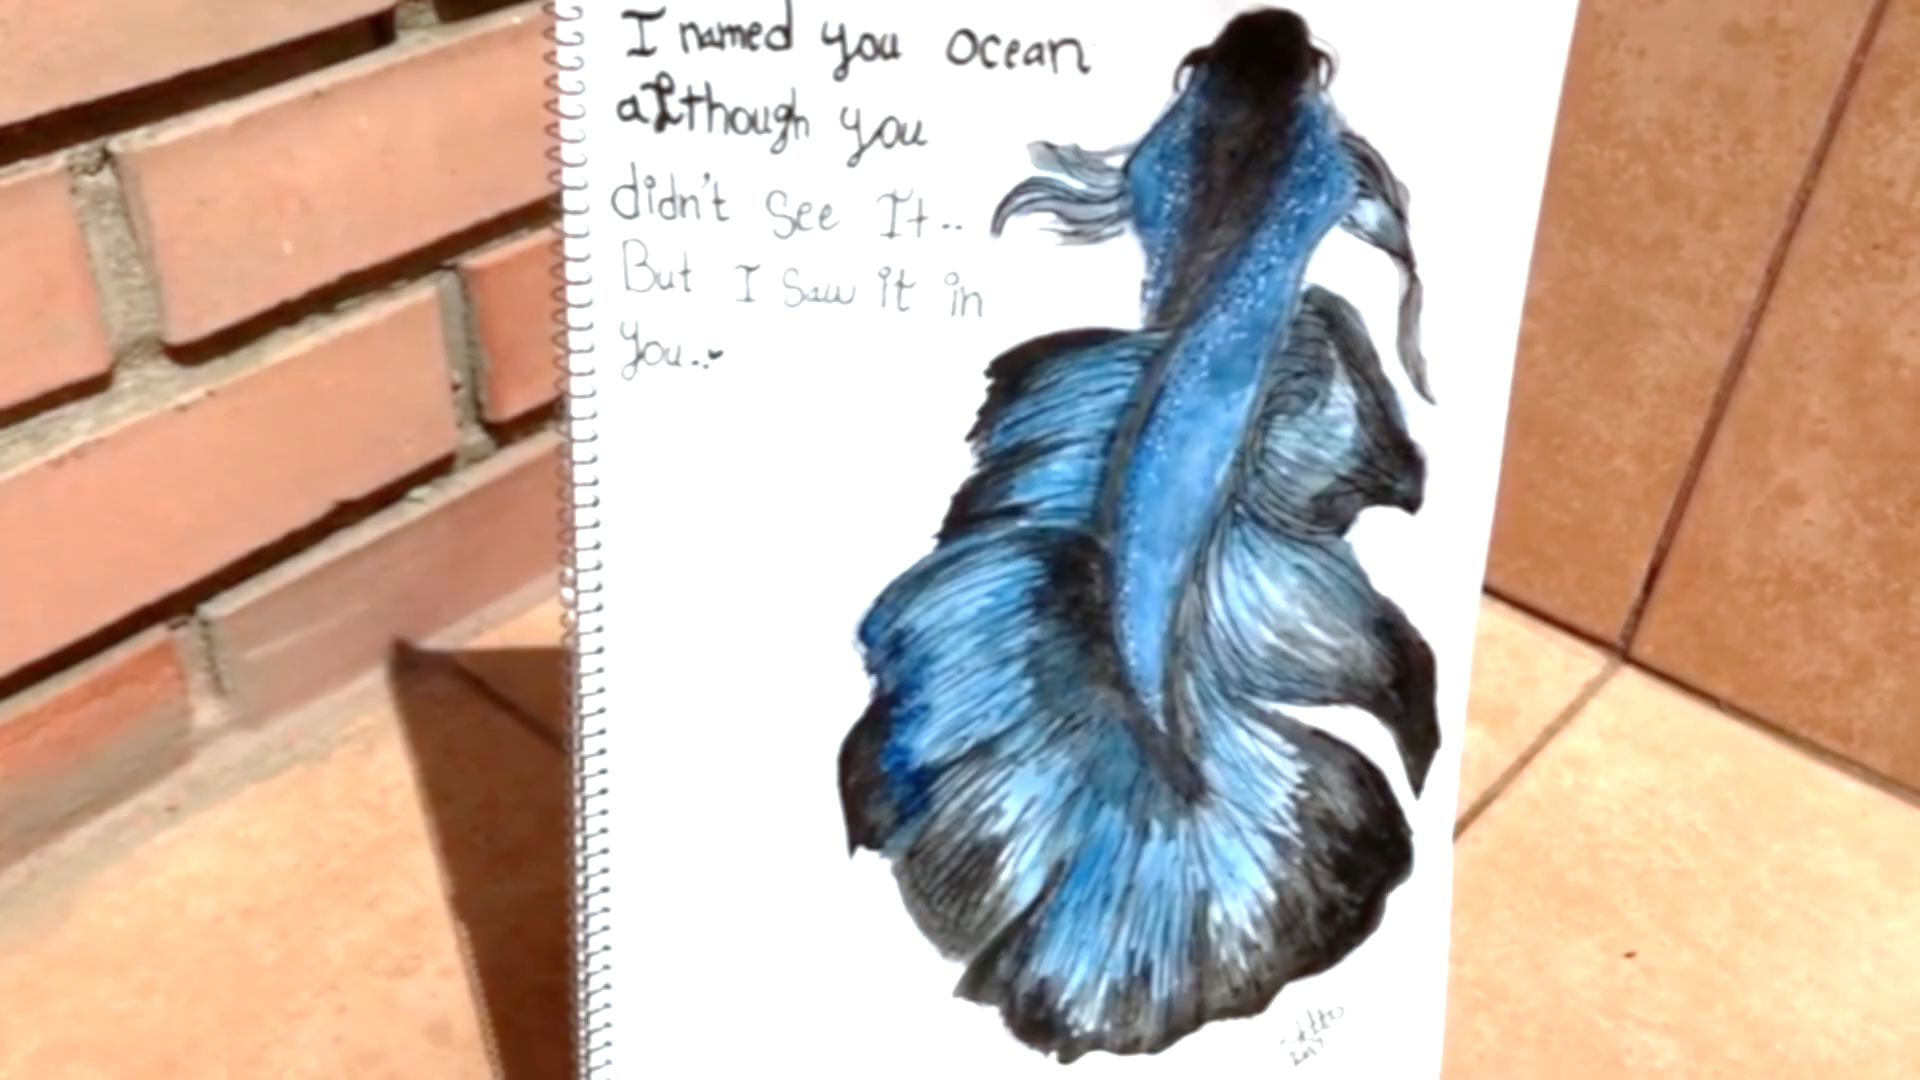 I named you ocean
although you
didn't See It..
But I Saw it in
you..